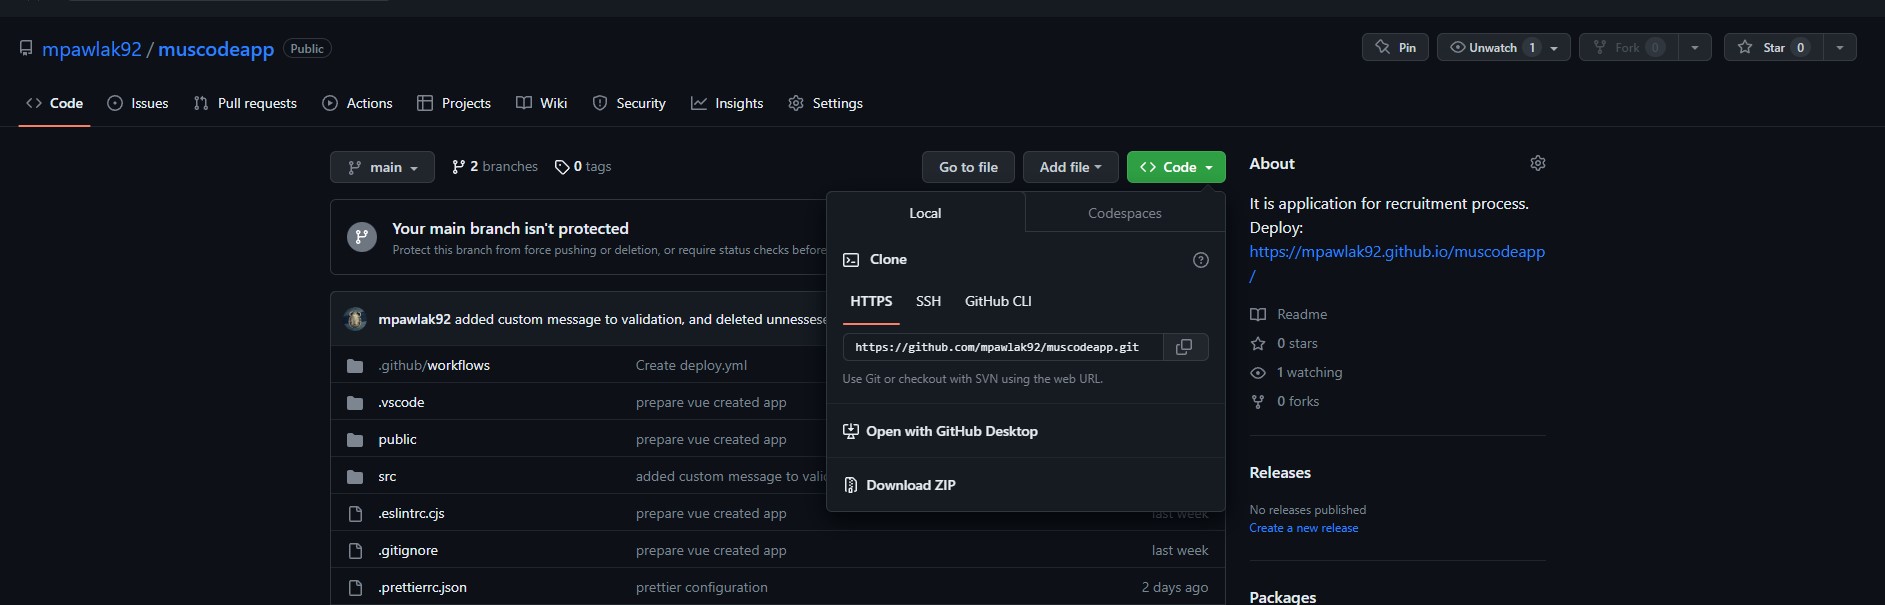 mpawlak92 / muscodeapp Public
Pin
Unwatch 1
Fork 0
Star 0
Code
Issues
Pull requests
Actions
Projects
Wiki
Security
Insights
Settings
main
2 branches
0 tags
Go to file
Add file
Code
Your main branch isn't protected
Protect this branch from force pushing or deletion, or require status checks before
mpawlak92 added custom message to validation, and deleted unnessese
.github/workflows Create deploy.yml
.vscode prepare vue created app
public prepare vue created app
src added custom message to valid
.eslintrc.cjs prepare vue created app last week
.gitignore prepare vue created app last week
.prettierrc.json prettier configuration 2 days ago
Local
Codespaces
Clone
HTTPS SSH GitHub CLI
https://github.com/mpawlak92/muscodeapp.git
Use Git or checkout with SVN using the web URL.
Open with GitHub Desktop
Download ZIP
About
It is application for recruitment process.
Deploy:
https://mpawlak92.github.io/muscodeapp
/
Readme
0 stars
1 watching
0 forks
Releases
No releases published
Create a new release
Packages